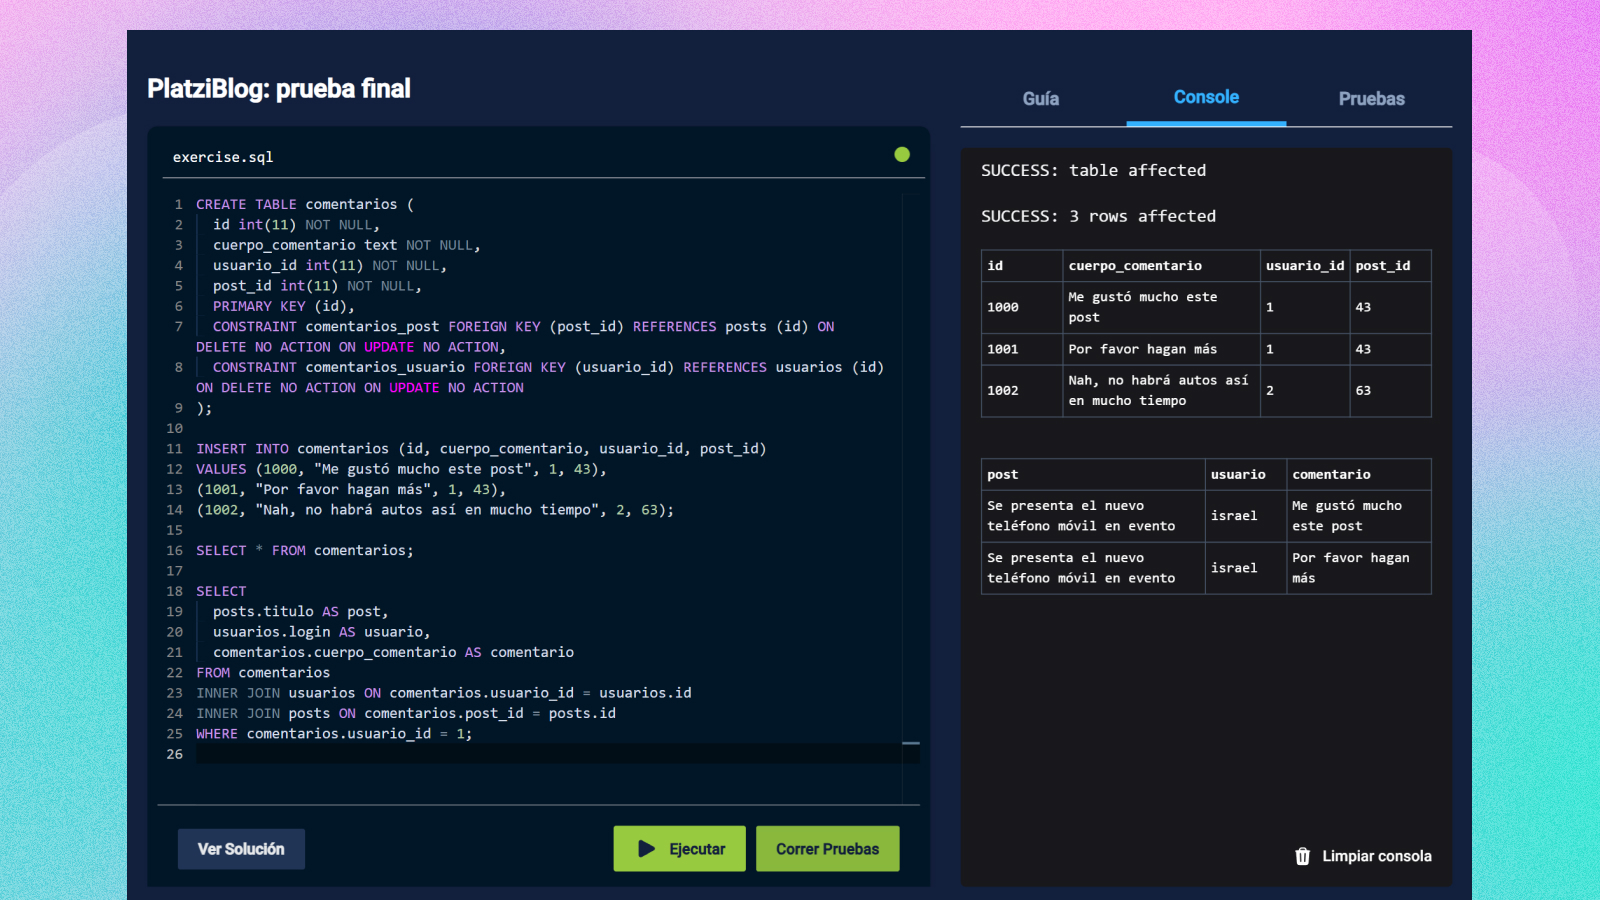 PlatziBlog: prueba final
Guía
Console
Pruebas
exercise.sql
1 CREATE TABLE comentarios (
2 id int(11) NOT NULL,
3 cuerpo_comentario text NOT NULL,
4 usuario_id int(11) NOT NULL,
5 post_id int(11) NOT NULL,
6 PRIMARY KEY (id),
7 CONSTRAINT comentarios_post FOREIGN KEY (post_id) REFERENCES posts (id) ON
DELETE NO ACTION ON UPDATE NO ACTION,
8 CONSTRAINT comentarios_usuario FOREIGN KEY (usuario_id) REFERENCES usuarios (id)
ON DELETE NO ACTION ON UPDATE NO ACTION
9 );
10
11 INSERT INTO comentarios (id, cuerpo_comentario, usuario_id, post_id)
12 VALUES (1000, "Me gustó mucho este post", 1, 43),
13 (1001, "Por favor hagan más", 1, 43),
14 (1002, "Nah, no habrá autos así en mucho tiempo", 2, 63);
15
16 SELECT * FROM comentarios;
17
18 SELECT
19 posts.titulo AS post,
20 usuarios.login AS usuario,
21 comentarios.cuerpo_comentario AS comentario
22 FROM comentarios
23 INNER JOIN usuarios ON comentarios.usuario_id = usuarios.id
24 INNER JOIN posts ON comentarios.post_id = posts.id
25 WHERE comentarios.usuario_id = 1;
26
Ver Solución
Ejecutar
Correr Pruebas
SUCCESS: table affected
SUCCESS: 3 rows affected
id cuerpo_comentario usuario_id post_id
1000 Me gustó mucho este
post 1 43
1001 Por favor hagan más 1 43
1002 Nah, no habrá autos así
en mucho tiempo 2 63
post usuario comentario
Se presenta el nuevo
teléfono móvil en evento israel Me gustó mucho
este post
Se presenta el nuevo
teléfono móvil en evento israel Por favor hagan
más
Limpiar consola